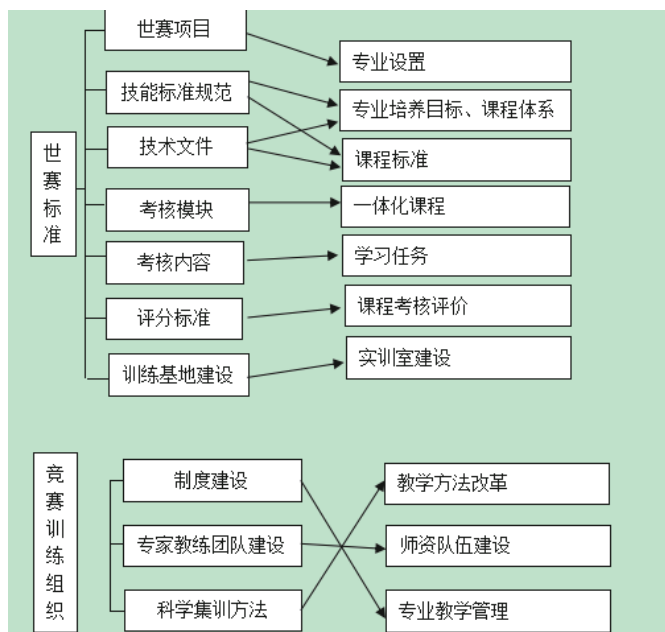 世赛标准
世赛项目
技能标准规范
技术文件
考核模块
考核内容
评分标准
训练基地建设
专业设置
专业培养目标、课程体系
课程标准
一体化课程
学习任务
课程考核评价
实训室建设
竞赛训练组织
制度建设
专家教练团队建设
科学集训方法
教学方法改革
师资队伍建设
专业教学管理